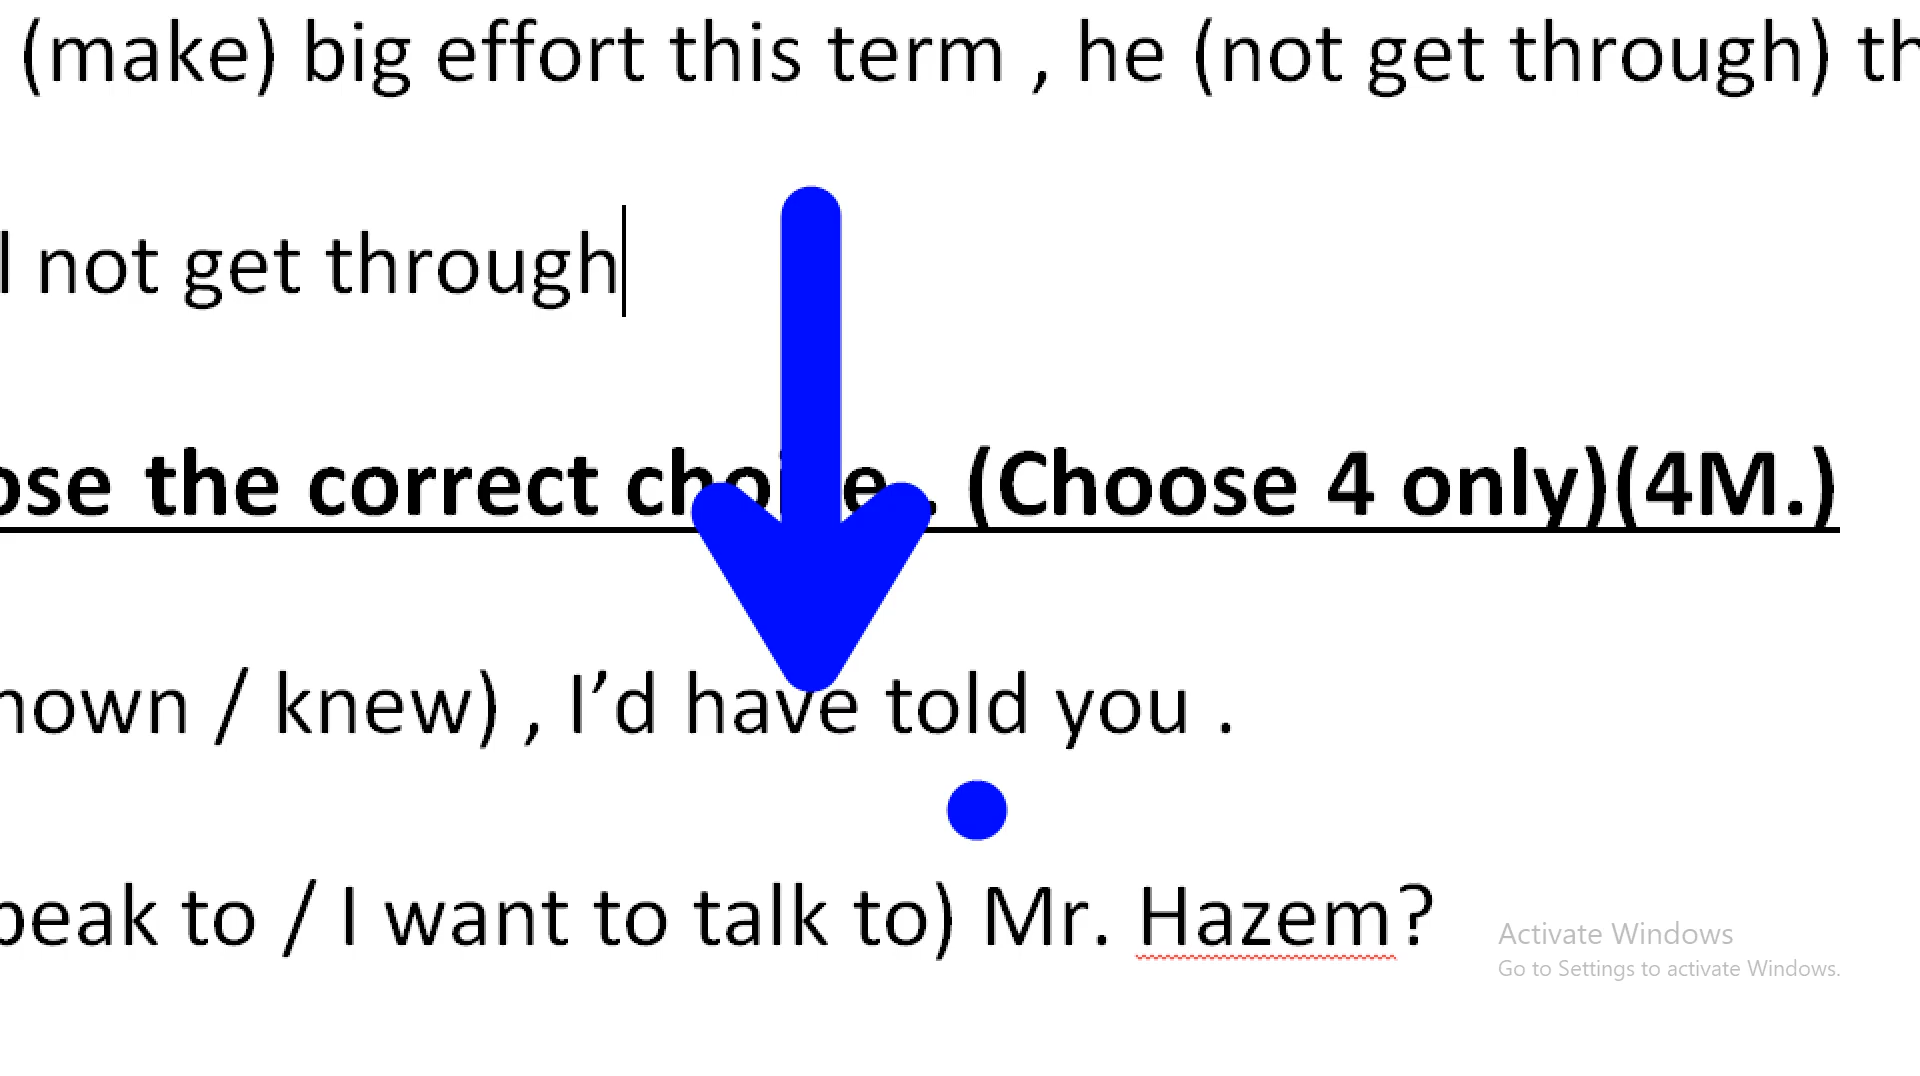 (make) big effort this term , he (not get through) th
l not get through
ose the correct choice . (Choose 4 only)(4M.)
nown / knew) , I’d have told you .
peak to / I want to talk to) Mr. Hazem?
Activate Windows
Go to Settings to activate Windows.